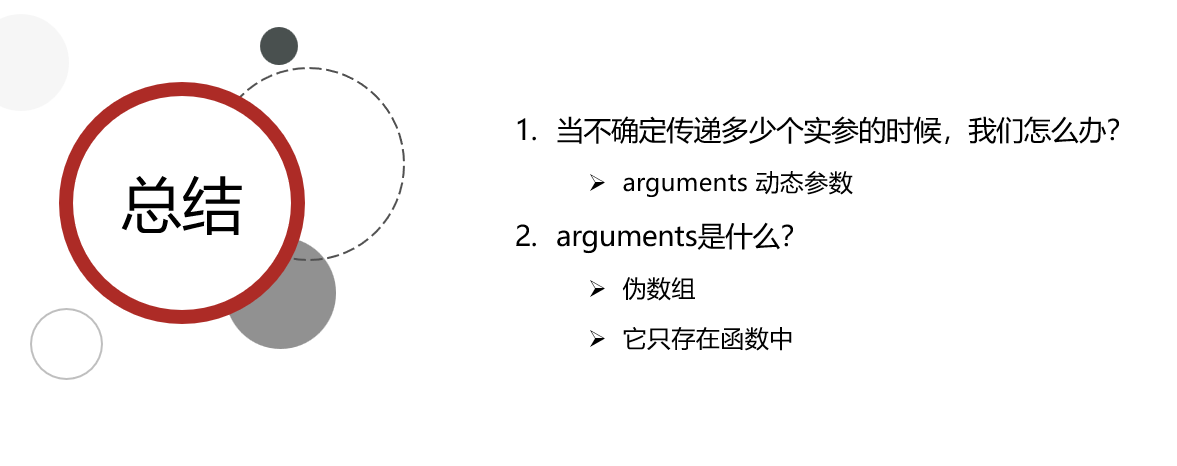 总结
1. 当不确定传递多少个实参的时候，我们怎么办？
➢ arguments 动态参数
2. arguments是什么？
➢ 伪数组
➢ 它只存在函数中